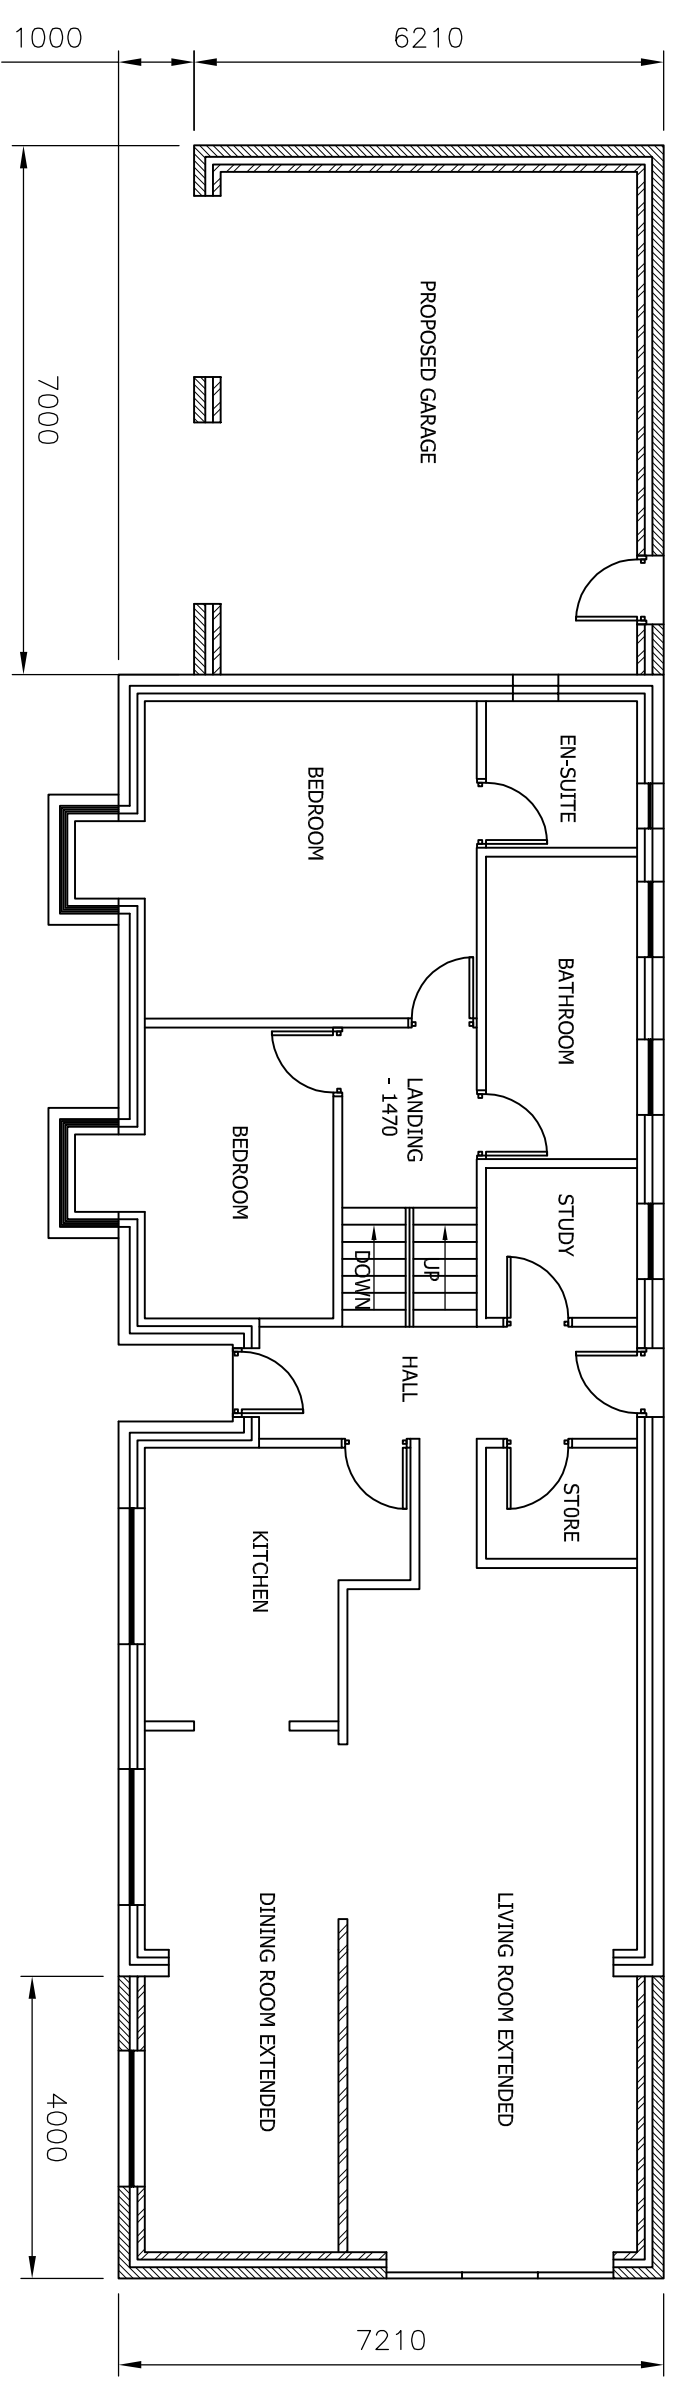 1000
6210
7000
PROPOSED GARAGE
EN-SUITE
BEDROOM
BATHROOM
LANDING
- 1470
BEDROOM
STUDY
UP
DOWN
HALL
STORE
KITCHEN
LIVING ROOM EXTENDED
DINING ROOM EXTENDED
4000
7210